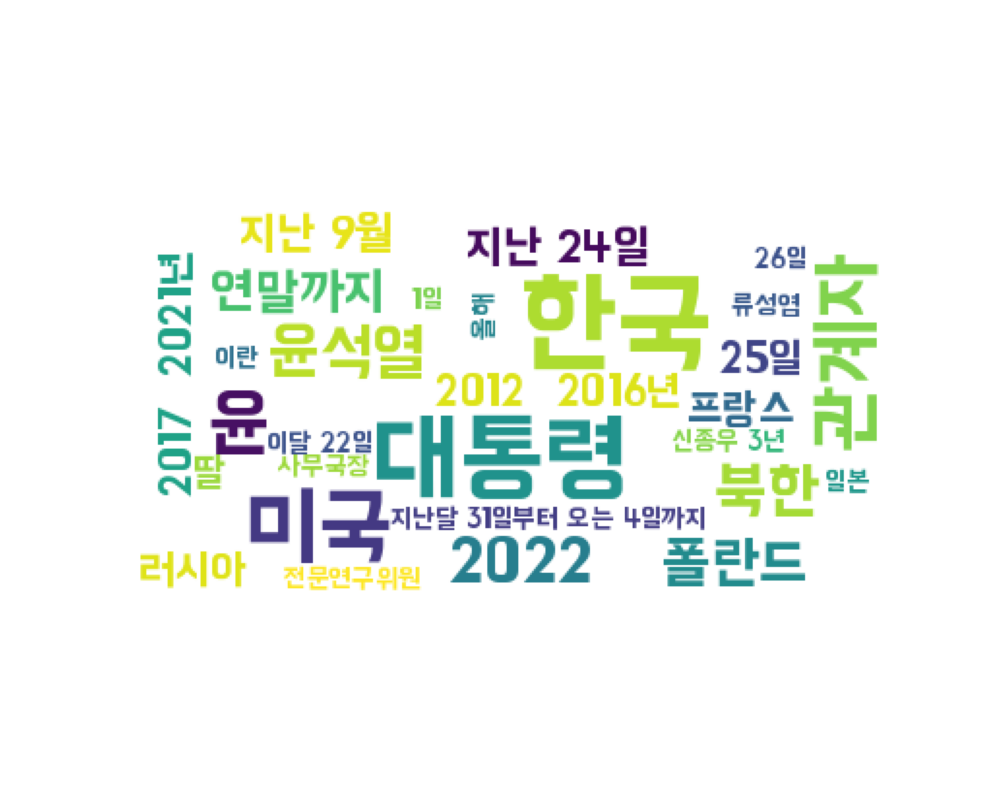 지난 9월
지난 24일
26일
2021년
연말까지
1일
올해
한국
류성염
관계자
이란
윤석열
25일
2012
2016년
프랑스
윤
이달 22일
대통령
신종우 3년
2017
딸
사무국장
북한
일본
미국
지난달 31일부터 오는 4일까지
러시아
전문연구위원
2022
폴란드